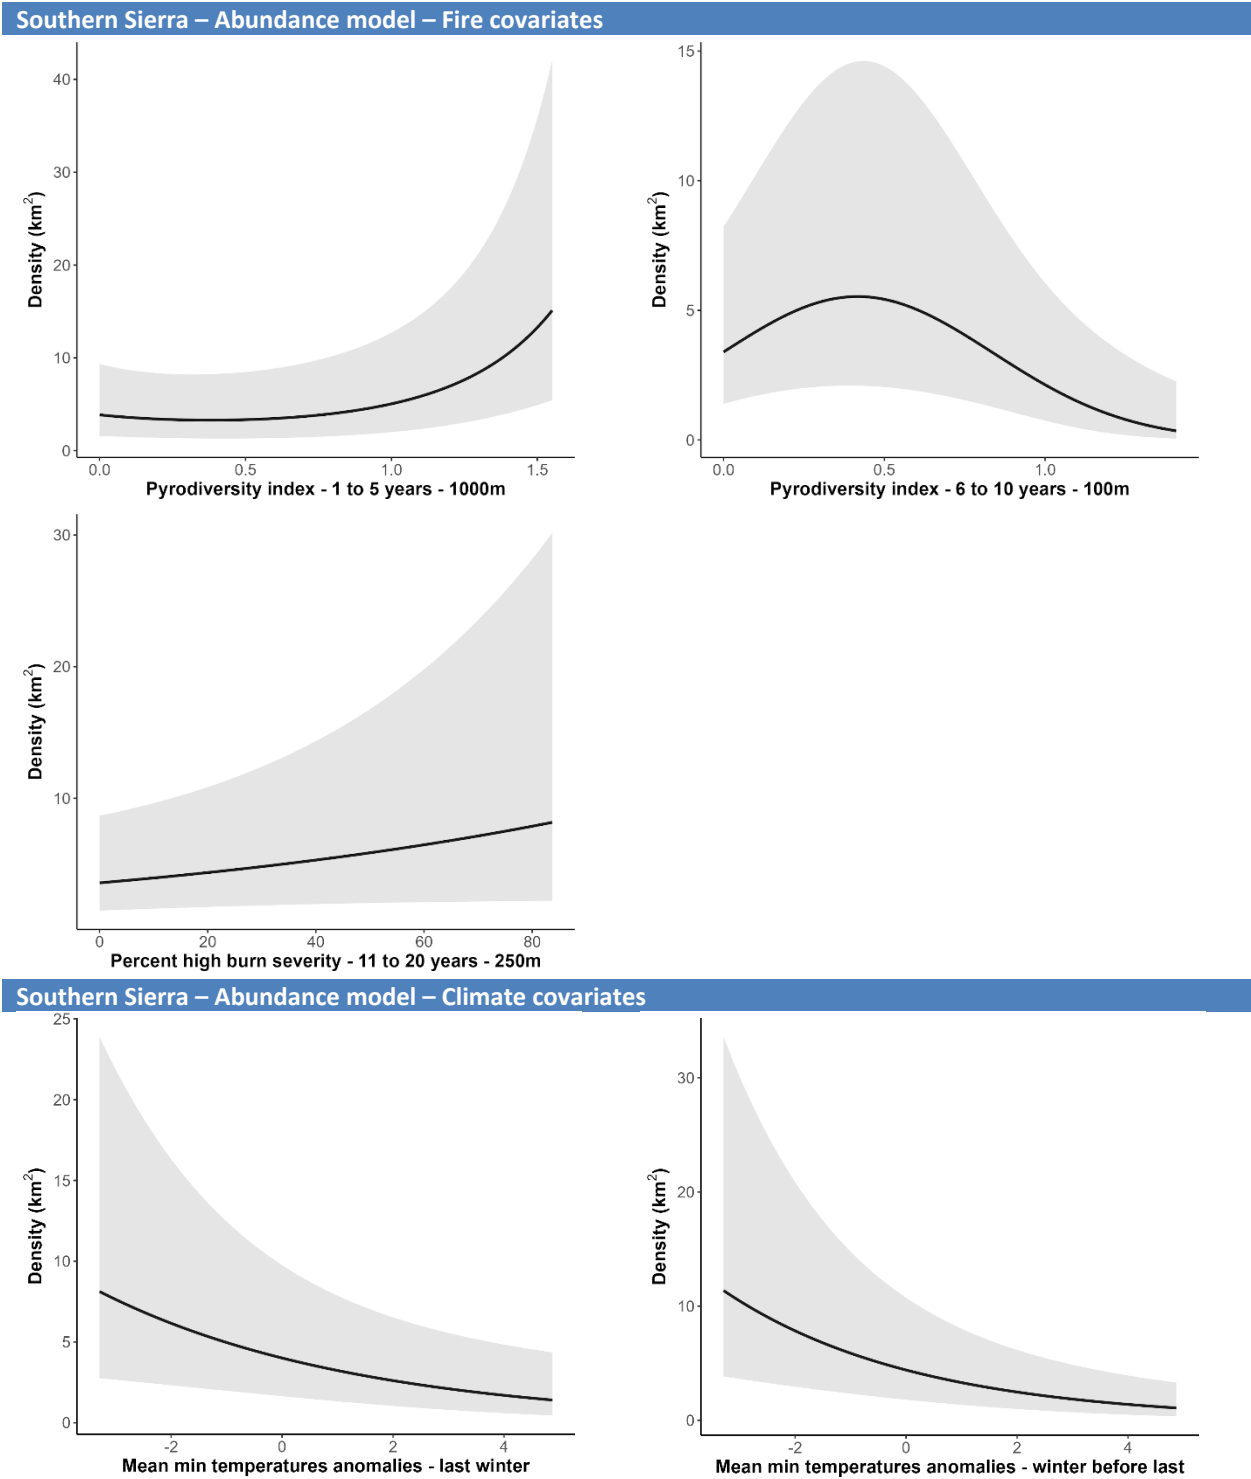 Southern Sierra – Abundance model – Fire covariates
40
30
20
10
0
Density (km²)
0.0 0.5 1.0 1.5
Pyrodiversity index - 1 to 5 years - 1000m
15
10
5
0
Density (km²)
0.0 0.5 1.0
Pyrodiversity index - 6 to 10 years - 100m
30
20
10
Density (km²)
0 20 40 60 80
Percent high burn severity - 11 to 20 years - 250m
Southern Sierra – Abundance model – Climate covariates
25
20
15
10
5
0
Density (km²)
-2 0 2 4
Mean min temperatures anomalies - last winter
30
20
10
0
Density (km²)
-2 0 2 4
Mean min temperatures anomalies - winter before last